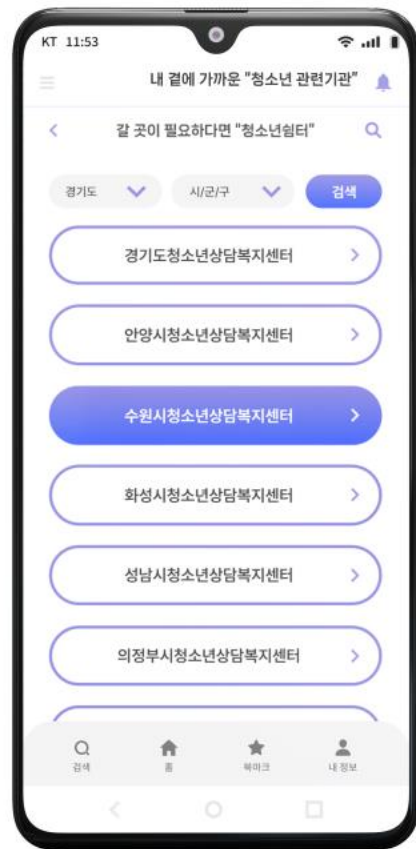 KT 11:53
내 곁에 가까운 "청소년 관련기관"
갈 곳이 필요하다면 "청소년쉼터"
경기도 시/군/구 검색
경기도청소년상담복지센터
안양시청소년상담복지센터
수원시청소년상담복지센터
화성시청소년상담복지센터
성남시청소년상담복지센터
의정부시청소년상담복지센터
검색 홈 북마크 내 정보